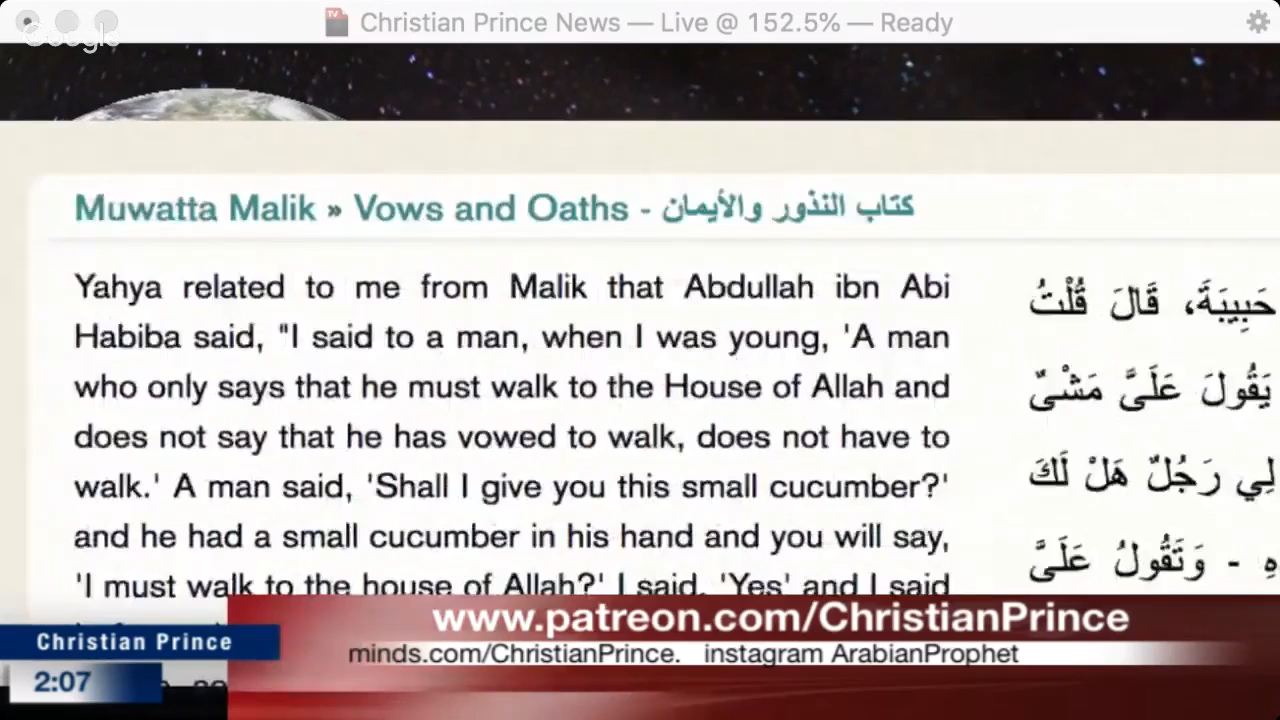 Christian Prince News — Live @ 152.5% — Ready
Google
Muwatta Malik » Vows and Oaths - كتاب النذور والأيمان
Yahya related to me from Malik that Abdullah ibn Abi
Habiba said, "I said to a man, when I was young, 'A man
who only says that he must walk to the House of Allah and
does not say that he has vowed to walk, does not have to
walk.' A man said, 'Shall I give you this small cucumber?'
and he had a small cucumber in his hand and you will say,
'I must walk to the house of Allah?' I said, 'Yes' and I said
حَبِيبَةَ، قَالَ قُلْتُ
يَقُولَ عَلَىَّ مَشْىٌ
لِي رَجُلٌ هَلْ لَكَ
هِ - وَتَقُولُ عَلَىَّ
www.patreon.com/ChristianPrince
Christian Prince
minds.com/ChristianPrince. instagram ArabianProphet
2:07